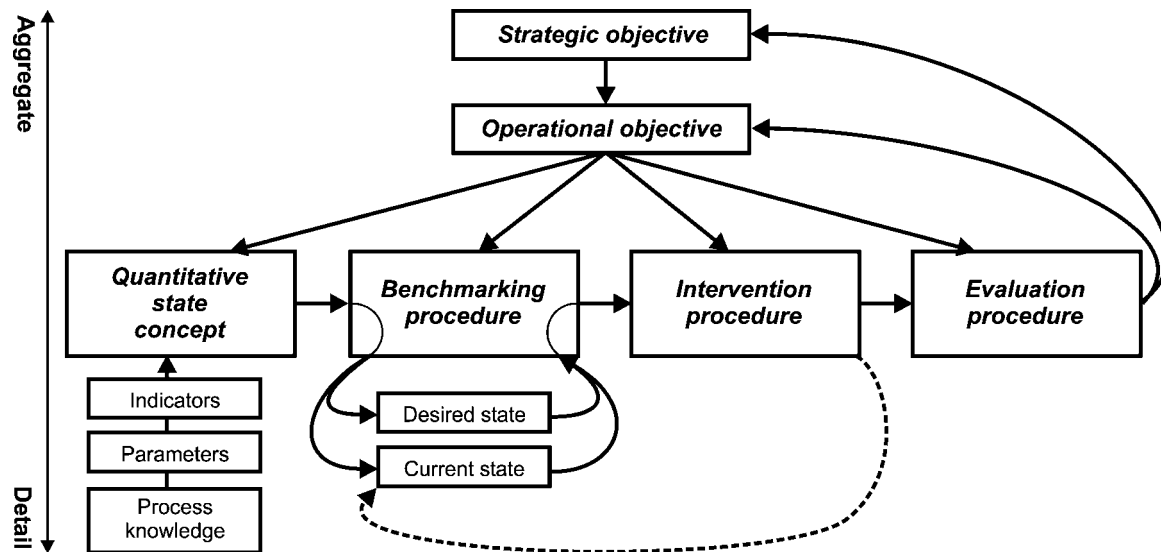 Aggregate
Strategic objective
Operational objective
Quantitative
state
concept
Benchmarking
procedure
Intervention
procedure
Evaluation
procedure
Indicators
Parameters
Process
knowledge
Desired state
Current state
Detail